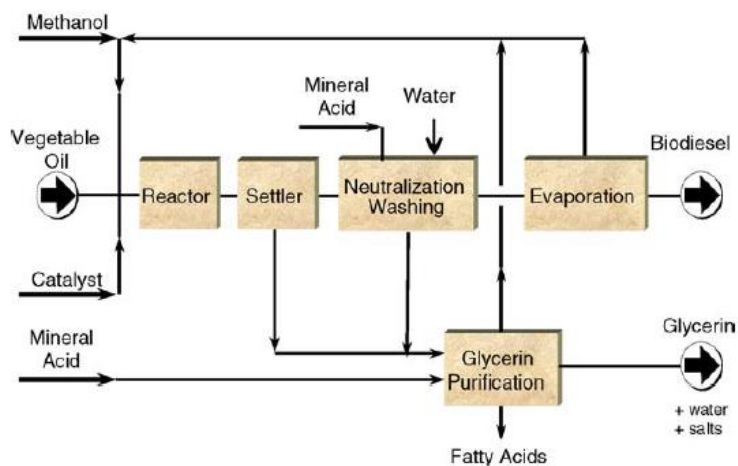 Methanol
Mineral
Acid
Water
Vegetable
Oil
Biodiesel
Reactor
Settler
Neutralization
Washing
Evaporation
Catalyst
Mineral
Acid
Glycerin
Purification
Glycerin
+ water
+ salts
Fatty Acids